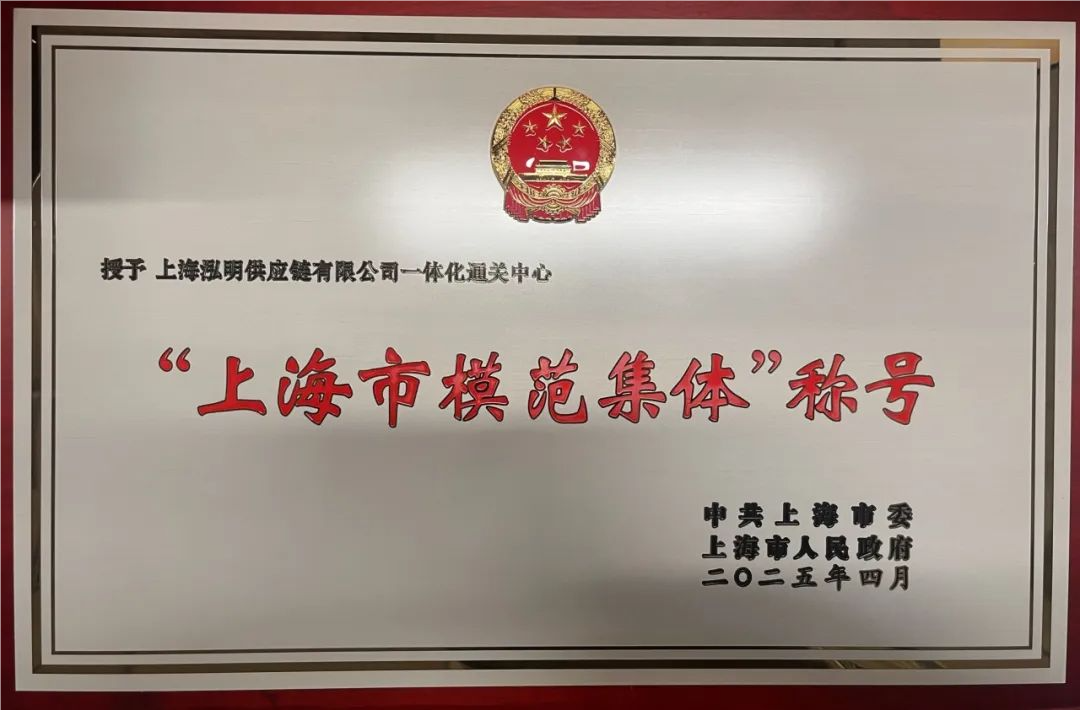 授予 上海泓明供应链有限公司一体化通关中心
“上海市模范集体”称号
中共上海市委
上海市人民政府
二〇二五年四月